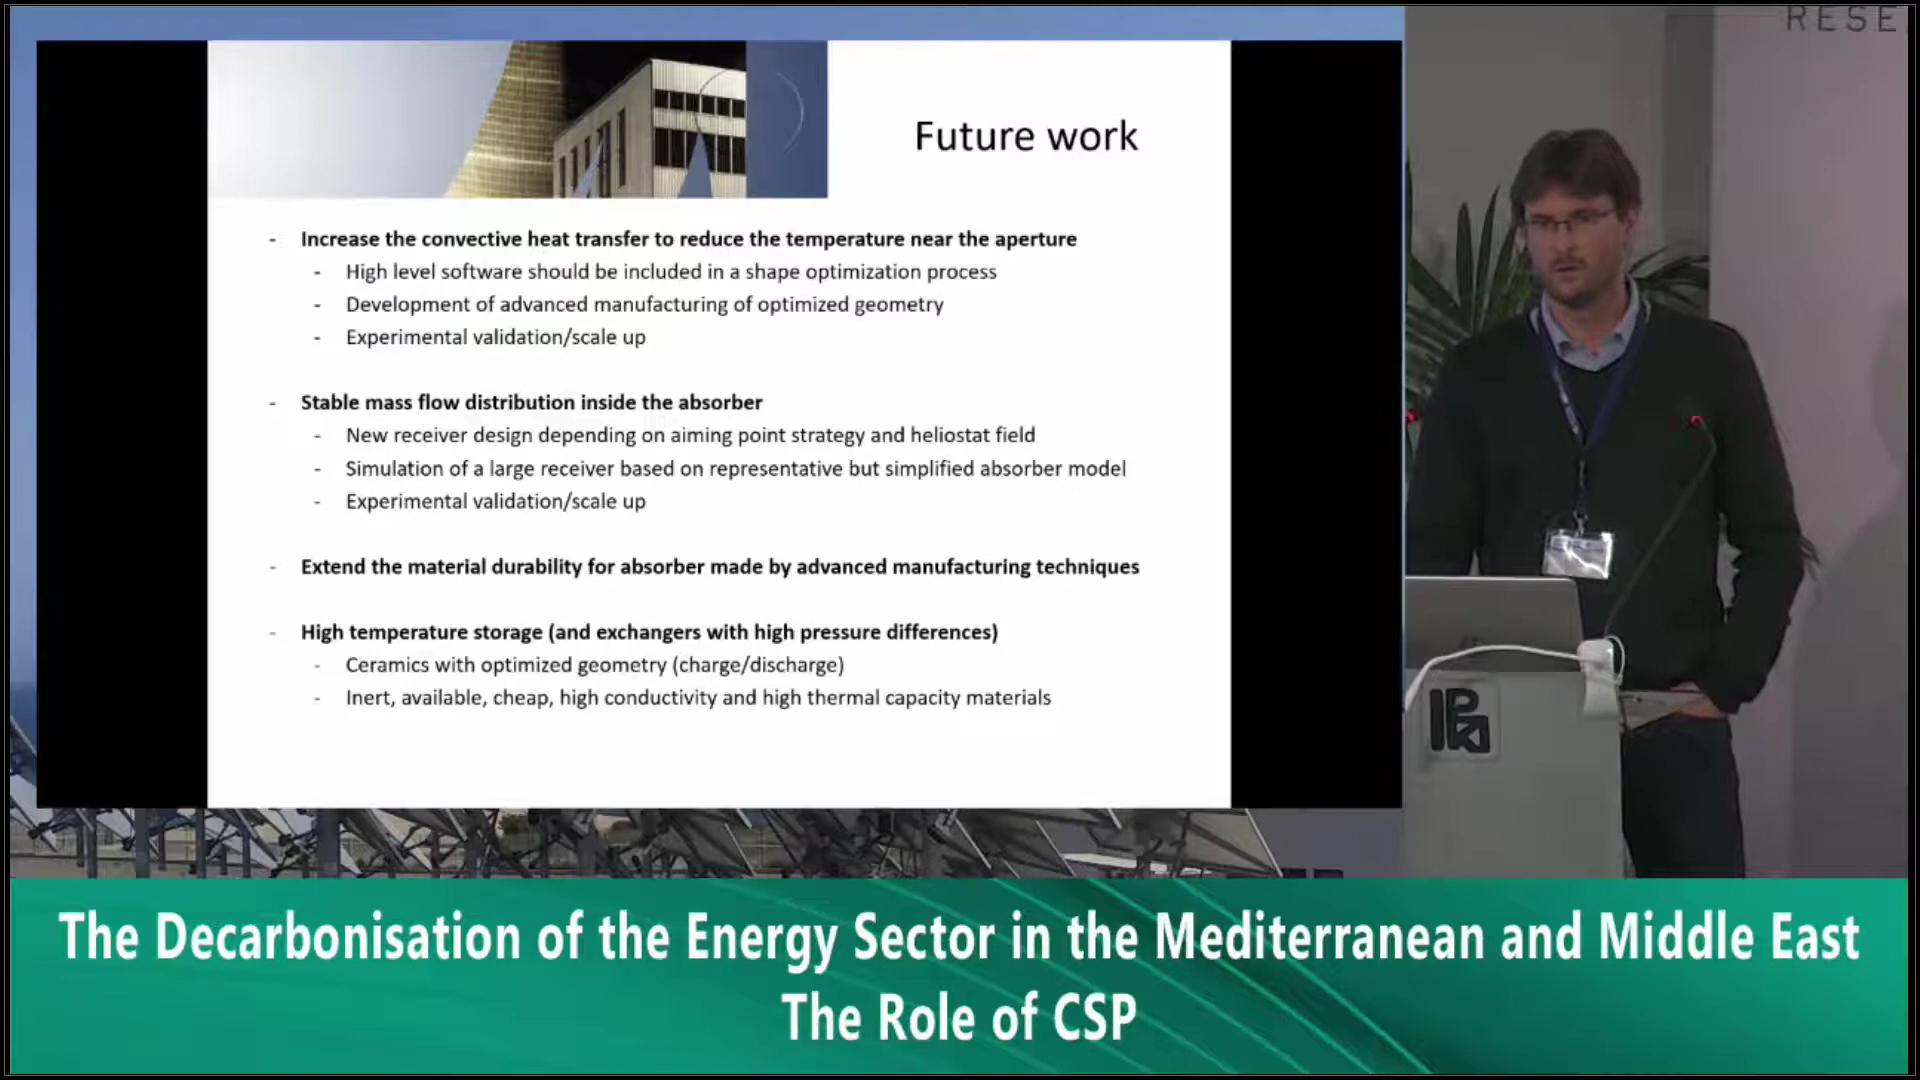 RESE
Future work
- Increase the convective heat transfer to reduce the temperature near the aperture
- High level software should be included in a shape optimization process
- Development of advanced manufacturing of optimized geometry
- Experimental validation/scale up
- Stable mass flow distribution inside the absorber
- New receiver design depending on aiming point strategy and heliostat field
- Simulation of a large receiver based on representative but simplified absorber model
- Experimental validation/scale up
- Extend the material durability for absorber made by advanced manufacturing techniques
- High temperature storage (and exchangers with high pressure differences)
- Ceramics with optimized geometry (charge/discharge)
- Inert, available, cheap, high conductivity and high thermal capacity materials
The Decarbonisation of the Energy Sector in the Mediterranean and Middle East
The Role of CSP